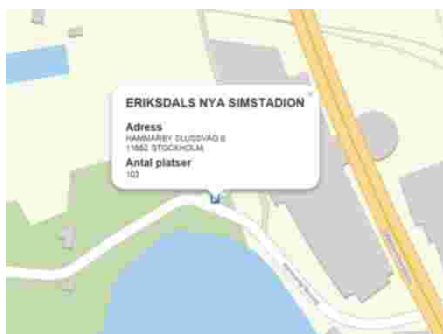 ERIKSDALS NYA SIMSTADION
Adress
HAMMARBY SLUSSVÄG 8
11862 STOCKHOLM
Antal platser
103